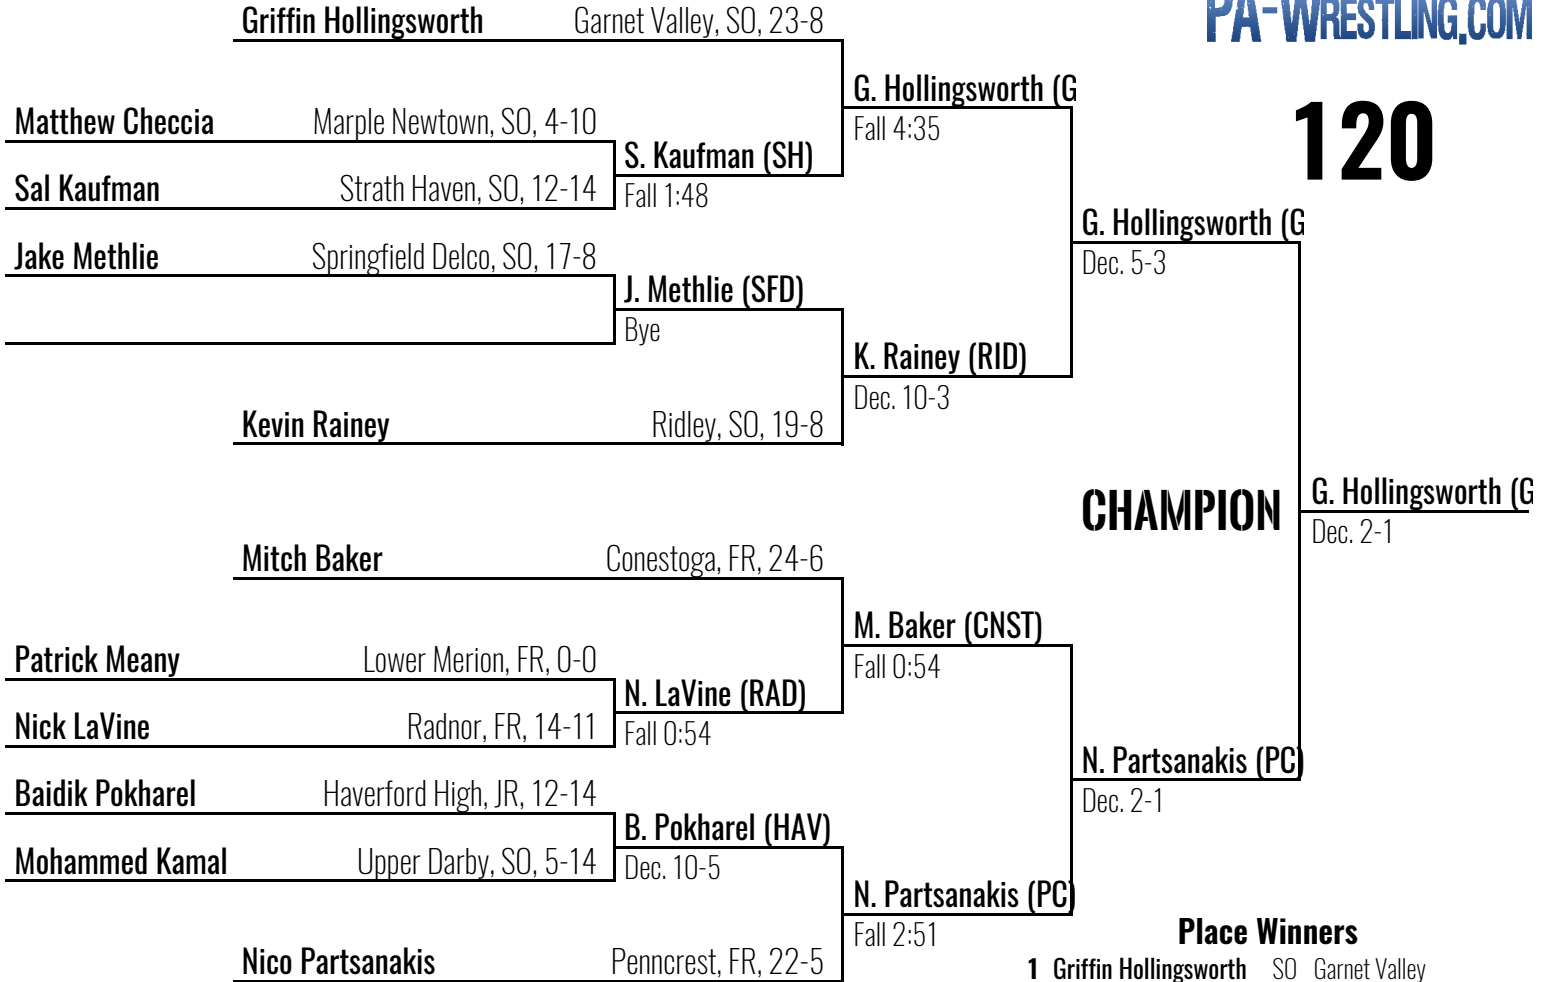 PA-WRESTLING.COM
120
Griffin Hollingsworth Garnet Valley, SO, 23-8
G. Hollingsworth (G
Fall 4:35
Matthew Checcia Marple Newtown, SO, 4-10
S. Kaufman (SH)
Fall 1:48
Sal Kaufman Strath Haven, SO, 12-14
G. Hollingsworth (G
Dec. 5-3
Jake Methlie Springfield Delco, SO, 17-8
J. Methlie (SFD)
Bye
K. Rainey (RID)
Dec. 10-3
Kevin Rainey Ridley, SO, 19-8
CHAMPION
G. Hollingsworth (G
Dec. 2-1
Mitch Baker Conestoga, FR, 24-6
M. Baker (CNST)
Fall 0:54
Patrick Meany Lower Merion, FR, 0-0
N. LaVine (RAD)
Fall 0:54
Nick LaVine Radnor, FR, 14-11
N. Partsanakis (PC)
Dec. 2-1
Baidik Pokharel Haverford High, JR, 12-14
B. Pokharel (HAV)
Dec. 10-5
Mohammed Kamal Upper Darby, SO, 5-14
N. Partsanakis (PC)
Fall 2:51
Nico Partsanakis Penncrest, FR, 22-5
Place Winners
1 Griffin Hollingsworth SO Garnet Valley